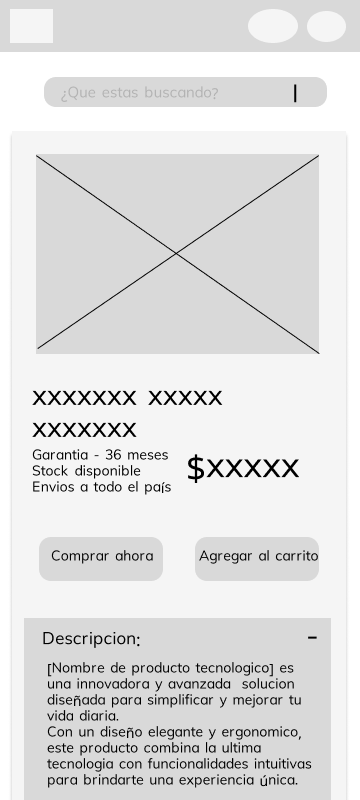 ¿Que estas buscando?
xxxxxxx xxxxx
xxxxxxx
Garantia - 36 meses
Stock disponible
Envios a todo el país
$xxxxx
Comprar ahora
Agregar al carrito
Descripcion:
[Nombre de producto tecnologico] es
una innovadora y avanzada solucion
diseñada para simplificar y mejorar tu
vida diaria.
Con un diseño elegante y ergonomico,
este producto combina la ultima
tecnologia con funcionalidades intuitivas
para brindarte una experiencia única.